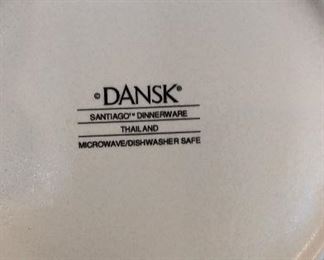 ©DANSK®
SANTIAGO™ DINNERWARE
THAILAND
MICROWAVE/DISHWASHER SAFE